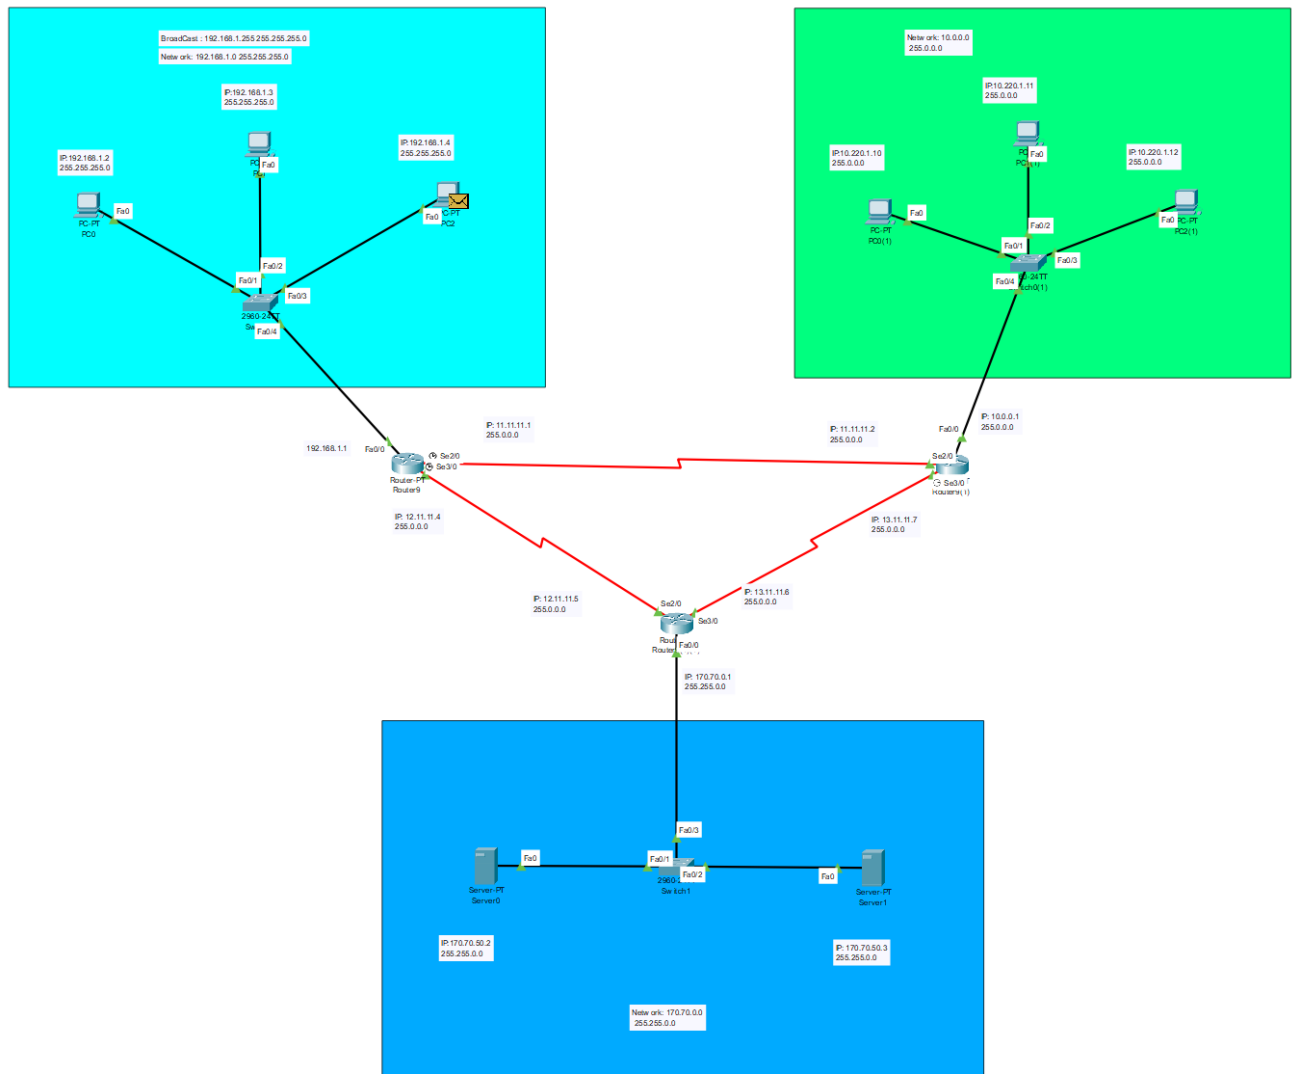 BroadCast : 192.168.1.255 255.255.255.0
Network: 192.168.1.0 255.255.255.0
IP:192.168.1.3
255.255.255.0
IP:192.168.1.2
255.255.255.0
IP:192.168.1.4
255.255.255.0
Fa0
Fa0
PC-PT
PC0
Fa0
PC-PT
PC2
Fa0/2
Fa0/1
Fa0/3
2960-24TT
Fa0/4
Network: 10.0.0.0
255.0.0.0
IP:10.220.1.11
255.0.0.0
IP:10.220.1.10
255.0.0.0
IP:10.220.1.12
255.0.0.0
Fa0
Fa0
PC-PT
PC0(1)
Fa0
PC-PT
PC2(1)
Fa0/2
Fa0/1
Fa0/3
Fa0/4
192.168.1.1
Fa0/0
IP: 11.11.11.1
255.0.0.0
Se2/0
Se3/0
Router-PT
Router9
IP: 12.11.11.4
255.0.0.0
IP: 11.11.11.2
255.0.0.0
Fa0/0
IP: 10.0.0.1
255.0.0.0
Se2/0
Se3/0
Router9(1)
IP: 13.11.11.7
255.0.0.0
IP: 12.11.11.5
255.0.0.0
IP: 13.11.11.6
255.0.0.0
Se2/0
Se3/0
Fa0/0
IP: 170.70.0.1
255.255.0.0
Fa0/3
Fa0
Fa0/1
Fa0/2
Fa0
Server-PT
Server0
Switch1
Server-PT
Server1
IP:170.70.50.2
255.255.0.0
IP: 170.70.50.3
255.255.0.0
Network: 170.70.0.0
255.255.0.0